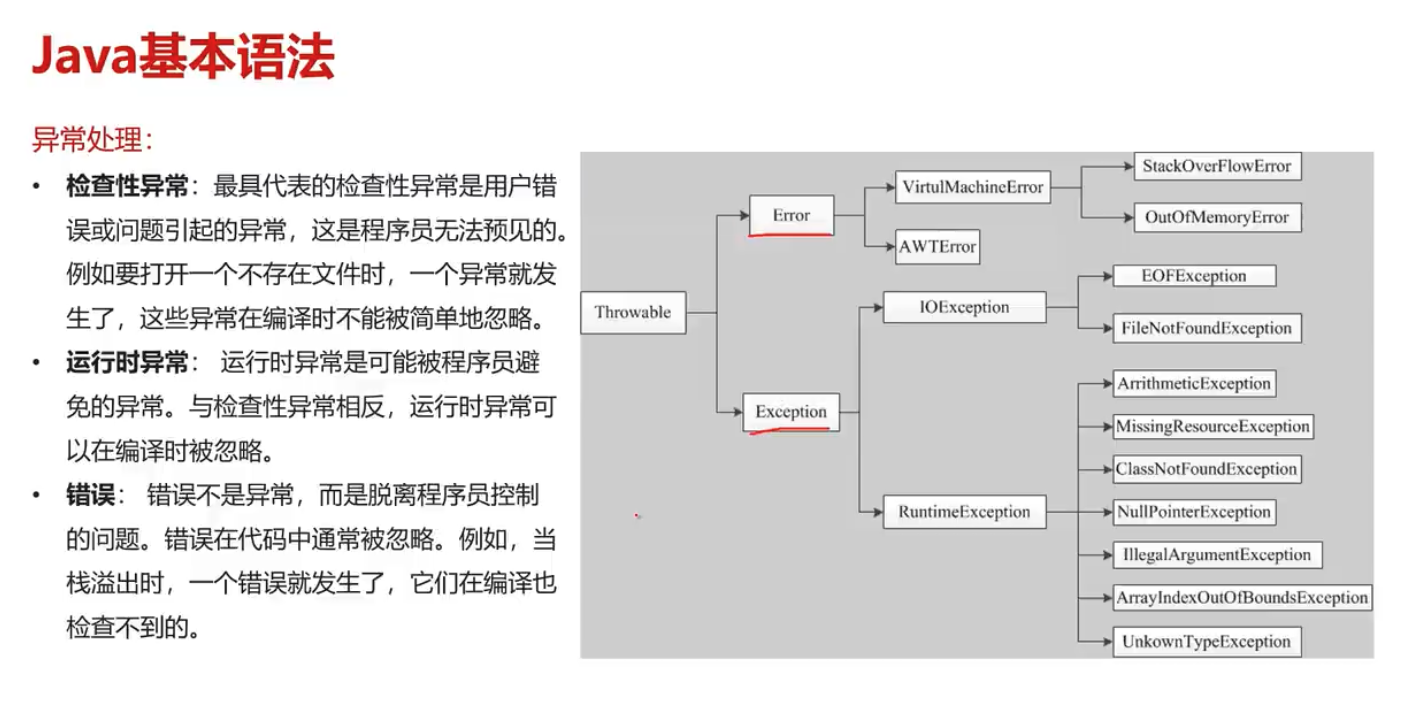 Java基本语法
异常处理：
• 检查性异常：最具代表的检查性异常是用户错
误或问题引起的异常，这是程序员无法预见的。
例如要打开一个不存在文件时，一个异常就发
生了，这些异常在编译时不能被简单地忽略。
• 运行时异常： 运行时异常是可能被程序员避
免的异常。与检查性异常相反，运行时异常可
以在编译时被忽略。
• 错误： 错误不是异常，而是脱离程序员控制
的问题。错误在代码中通常被忽略。例如，当
栈溢出时，一个错误就发生了，它们在编译也
检查不到的。
Throwable
Error
VirtulMachineError
StackOverFlowError
OutOfMemoryError
AWTError
Exception
IOException
EOFException
FileNotFoundException
RuntimeException
ArrithmeticException
MissingResourceException
ClassNotFoundException
NullPointerException
IllegalArgumentException
ArrayIndexOutOfBoundsException
UnkownTypeException